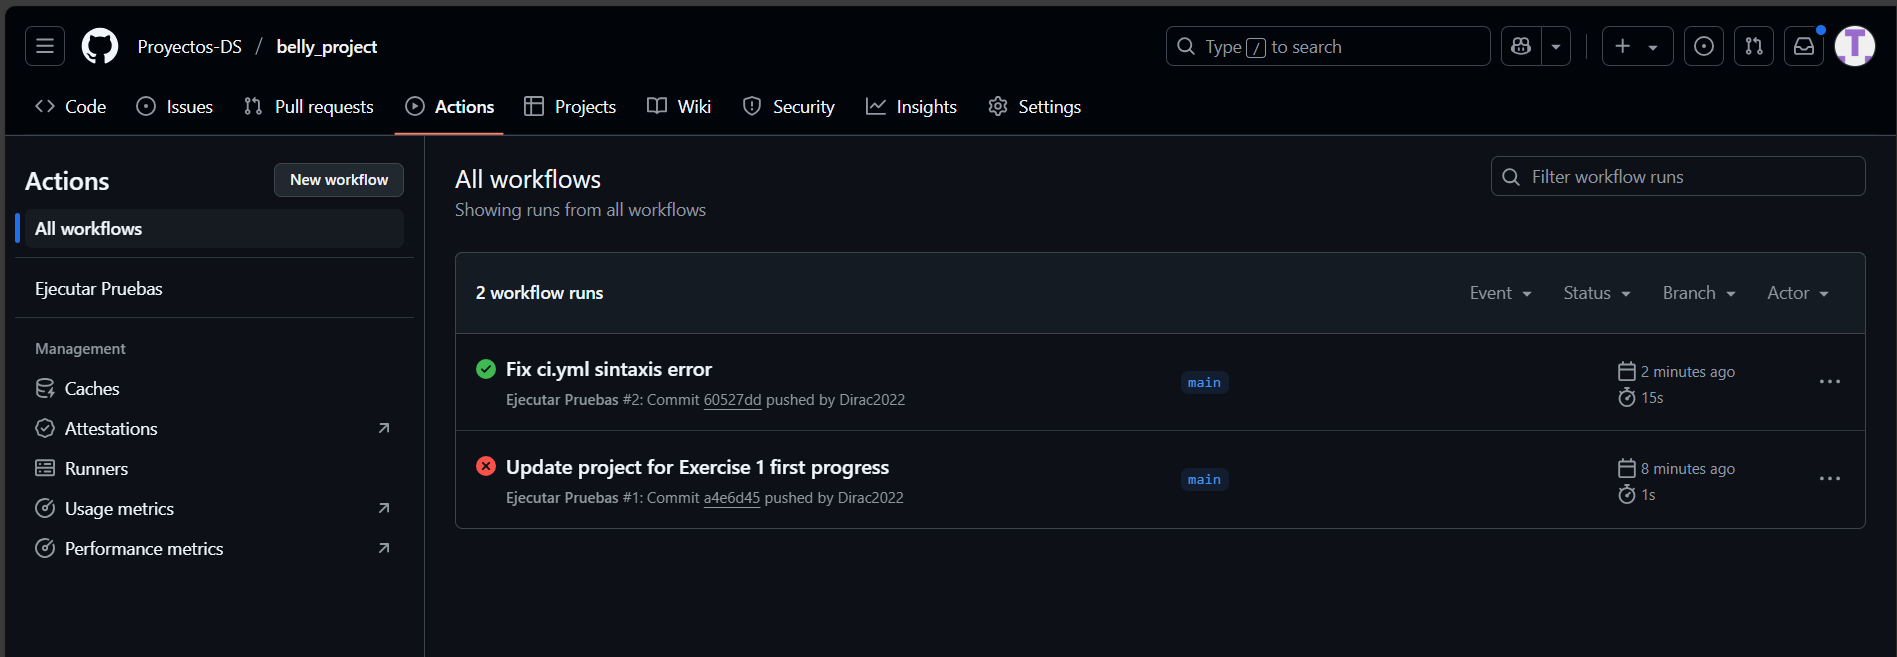 Proyectos-DS / belly_project
Type / to search
Code Issues Pull requests Actions Projects Wiki Security Insights Settings
Actions
New workflow
All workflows
Ejecutar Pruebas
Management
Caches
Attestations
Runners
Usage metrics
Performance metrics
All workflows
Showing runs from all workflows
Filter workflow runs
2 workflow runs
Event Status Branch Actor
Fix ci.yml sintaxis error
Ejecutar Pruebas #2: Commit 60527dd pushed by Dirac2022
main
2 minutes ago
15s
Update project for Exercise 1 first progress
Ejecutar Pruebas #1: Commit a4e6d45 pushed by Dirac2022
main
8 minutes ago
1s